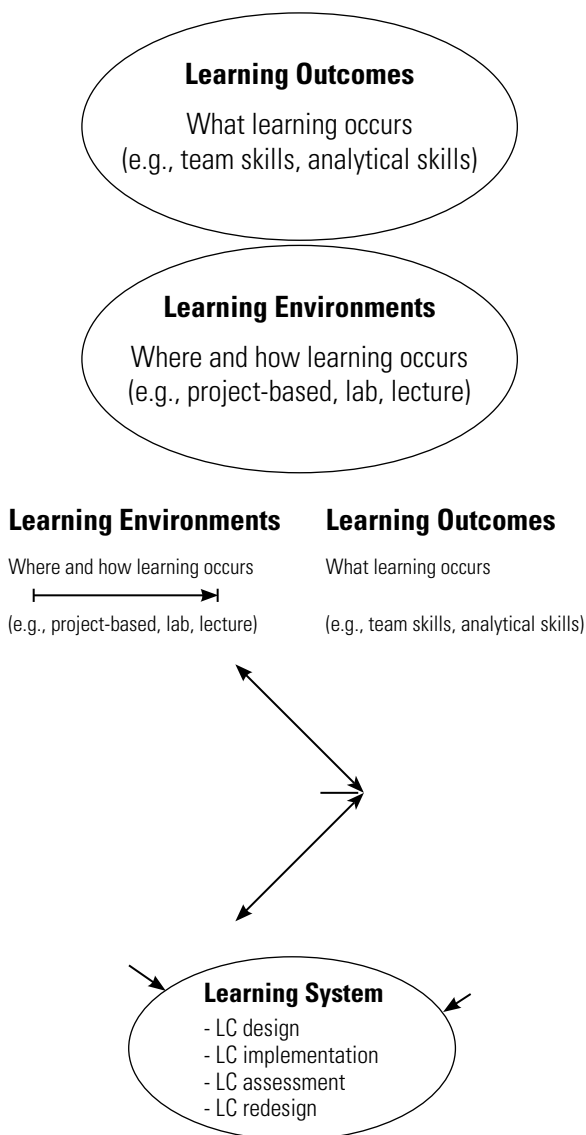 Learning Outcomes
What learning occurs
(e.g., team skills, analytical skills)
Learning Environments
Where and how learning occurs
(e.g., project-based, lab, lecture)
Learning Environments
Where and how learning occurs
(e.g., project-based, lab, lecture)
Learning Outcomes
What learning occurs
(e.g., team skills, analytical skills)
Learning System
- LC design
- LC implementation
- LC assessment
- LC redesign